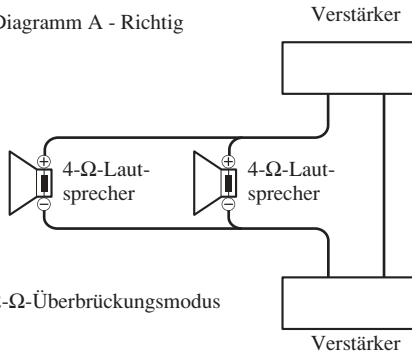 Verstärker
Diagramm A - Richtig
4-Ω-Laut-
sprecher
4-Ω-Laut-
sprecher
-Ω-Überbrückungsmodus
Verstärker